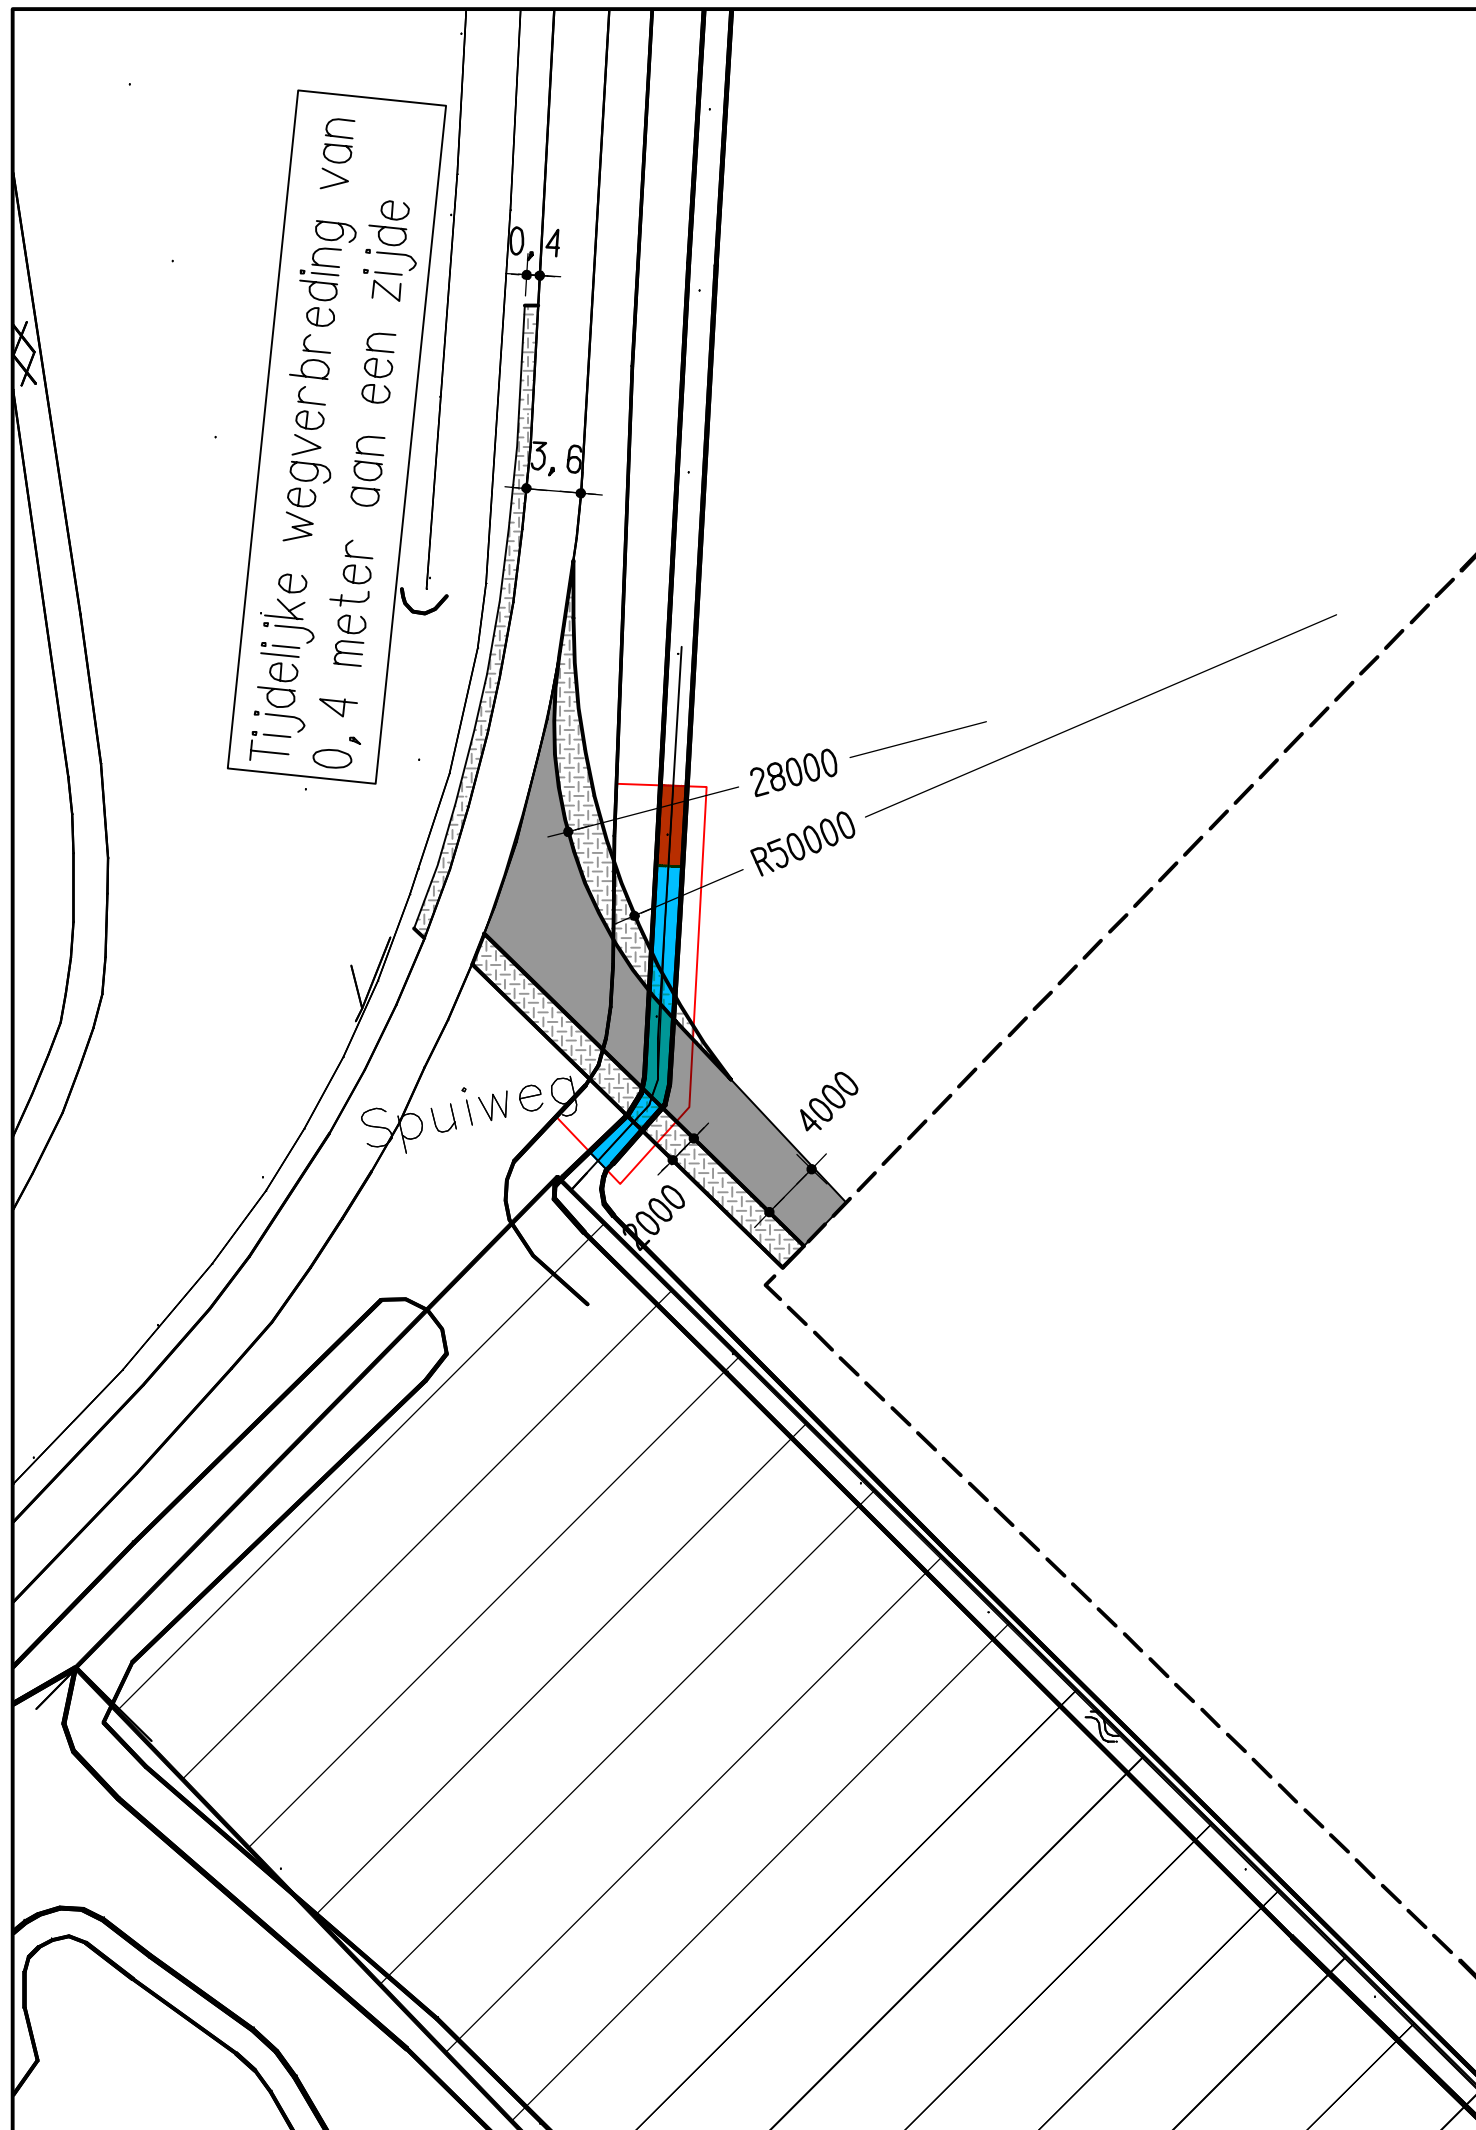 Tijdelijke wegverbreding van
0,4 meter aan een zijde
0,4
3,6
28000
R50000
Spuiweg
4000
2000